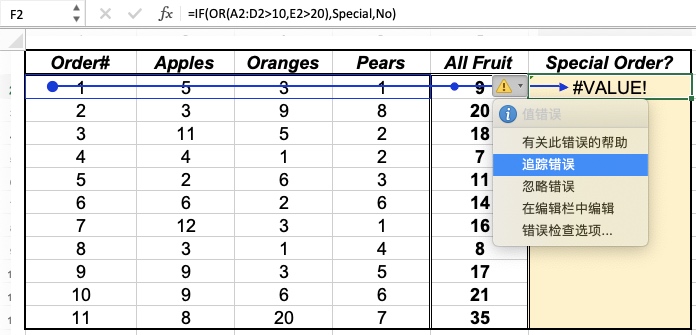 F2 fx =IF(OR(A2:D2>10,E2>20),Special,No)
Order# Apples Oranges Pears All Fruit Special Order?
1 5 3 1 9 #VALUE!
2 3 9 8 20
3 11 5 2 18
4 4 1 2 7
5 2 6 3 11
6 6 2 6 14
7 12 3 1 16
8 3 1 4 8
9 9 3 5 17
10 9 6 6 21
11 8 20 7 35
值错误
有关此错误的帮助
追踪错误
忽略错误
在编辑栏中编辑
错误检查选项...